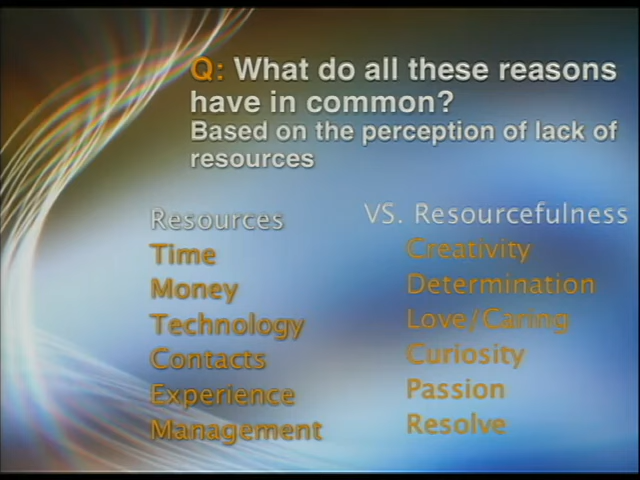 Q: What do all these reasons
have in common?
Based on the perception of lack of
resources
Resources
Time
Money
Technology
Contacts
Experience
Management
VS. Resourcefulness
Creativity
Determination
Love/Caring
Curiosity
Passion
Resolve